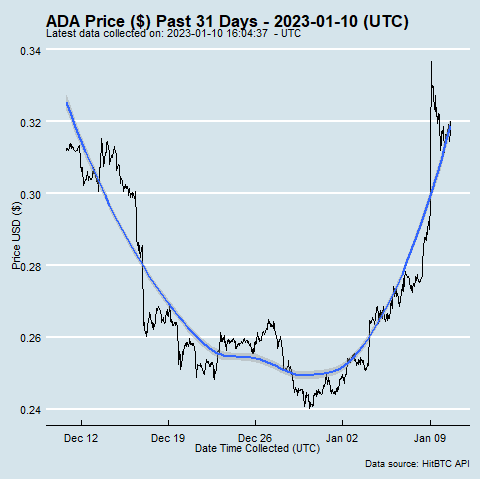 ADA Price ($) Past 31 Days - 2023-01-10 (UTC)
Latest data collected on: 2023-01-10 16:04:37 - UTC
0.34
0.32
0.30
0.28
0.26
0.24
Price USD ($)
Dec 12 Dec 19 Dec 26 Jan 02 Jan 09
Date Time Collected (UTC)
Data source: HitBTC API